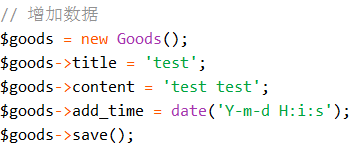 // 增加数据
$goods = new Goods();
$goods->title = 'test';
$goods->content = 'test test';
$goods->add_time = date('Y-m-d H:i:s');
$goods->save();